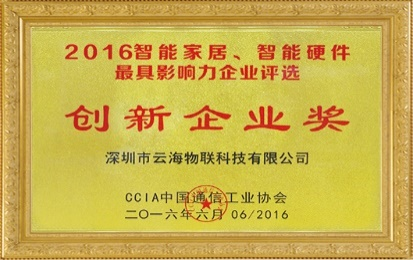 2016智能家居、智能硬件
最具影响力企业评选
创新企业奖
深圳市云海物联科技有限公司
CCIA中国通信工业协会
二〇一六年六月 06/2016